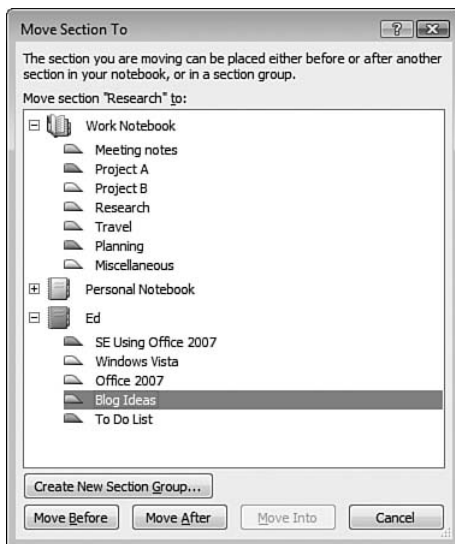 Move Section To
The section you are moving can be placed either before or after another
section in your notebook, or in a section group.
Move section "Research" to:
Work Notebook
Meeting notes
Project A
Project B
Research
Travel
Planning
Miscellaneous
Personal Notebook
Ed
SE Using Office 2007
Windows Vista
Office 2007
Blog Ideas
To Do List
Create New Section Group...
Move Before Move After Move Into Cancel